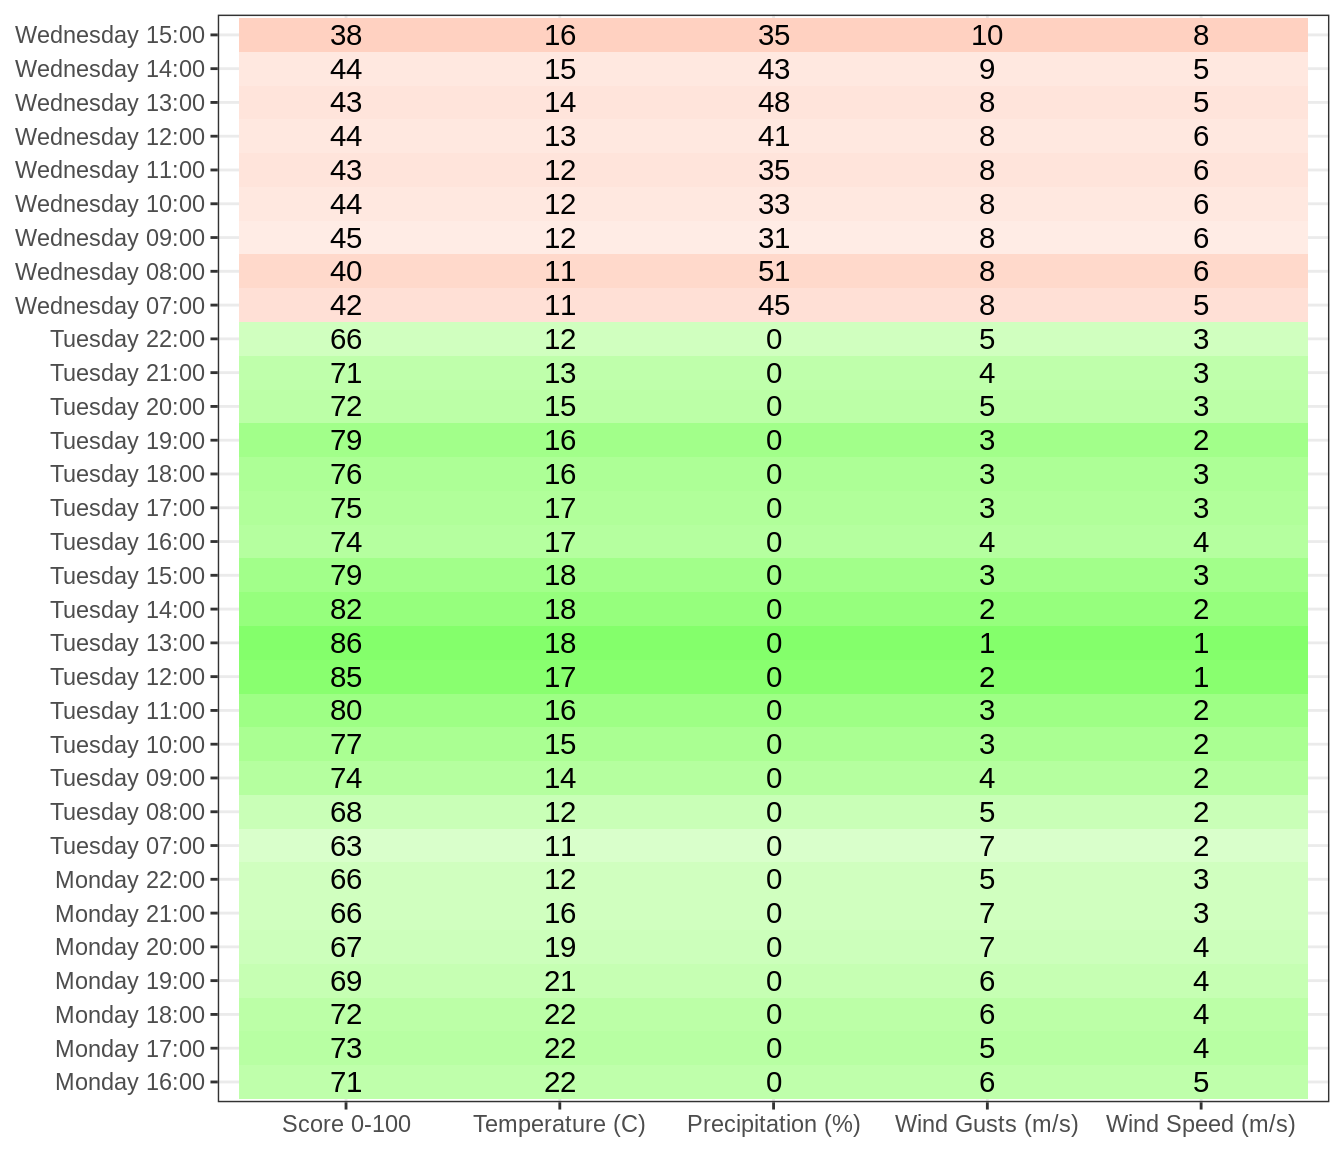 Wednesday 15:00 38 16 35 10 8
Wednesday 14:00 44 15 43 9 5
Wednesday 13:00 43 14 48 8 5
Wednesday 12:00 44 13 41 8 6
Wednesday 11:00 43 12 35 8 6
Wednesday 10:00 44 12 33 8 6
Wednesday 09:00 45 12 31 8 6
Wednesday 08:00 40 11 51 8 6
Wednesday 07:00 42 11 45 8 5
Tuesday 22:00 66 12 0 5 3
Tuesday 21:00 71 13 0 4 3
Tuesday 20:00 72 15 0 5 3
Tuesday 19:00 79 16 0 3 2
Tuesday 18:00 76 16 0 3 3
Tuesday 17:00 75 17 0 3 3
Tuesday 16:00 74 17 0 4 4
Tuesday 15:00 79 18 0 3 3
Tuesday 14:00 82 18 0 2 2
Tuesday 13:00 86 18 0 1 1
Tuesday 12:00 85 17 0 2 1
Tuesday 11:00 80 16 0 3 2
Tuesday 10:00 77 15 0 3 2
Tuesday 09:00 74 14 0 4 2
Tuesday 08:00 68 12 0 5 2
Tuesday 07:00 63 11 0 7 2
Monday 22:00 66 12 0 5 3
Monday 21:00 66 16 0 7 3
Monday 20:00 67 19 0 7 4
Monday 19:00 69 21 0 6 4
Monday 18:00 72 22 0 6 4
Monday 17:00 73 22 0 5 4
Monday 16:00 71 22 0 6 5
Score 0-100 Temperature (C) Precipitation (%) Wind Gusts (m/s) Wind Speed (m/s)